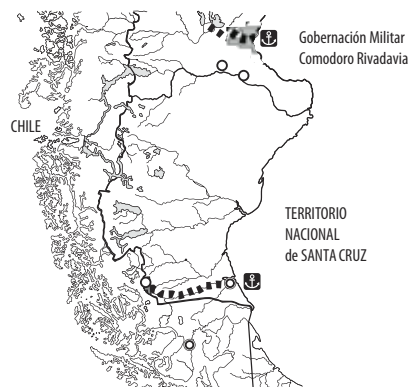 Gobernación Militar
Comodoro Rivadavia
CHILE
TERRITORIO
NACIONAL
de SANTA CRUZ